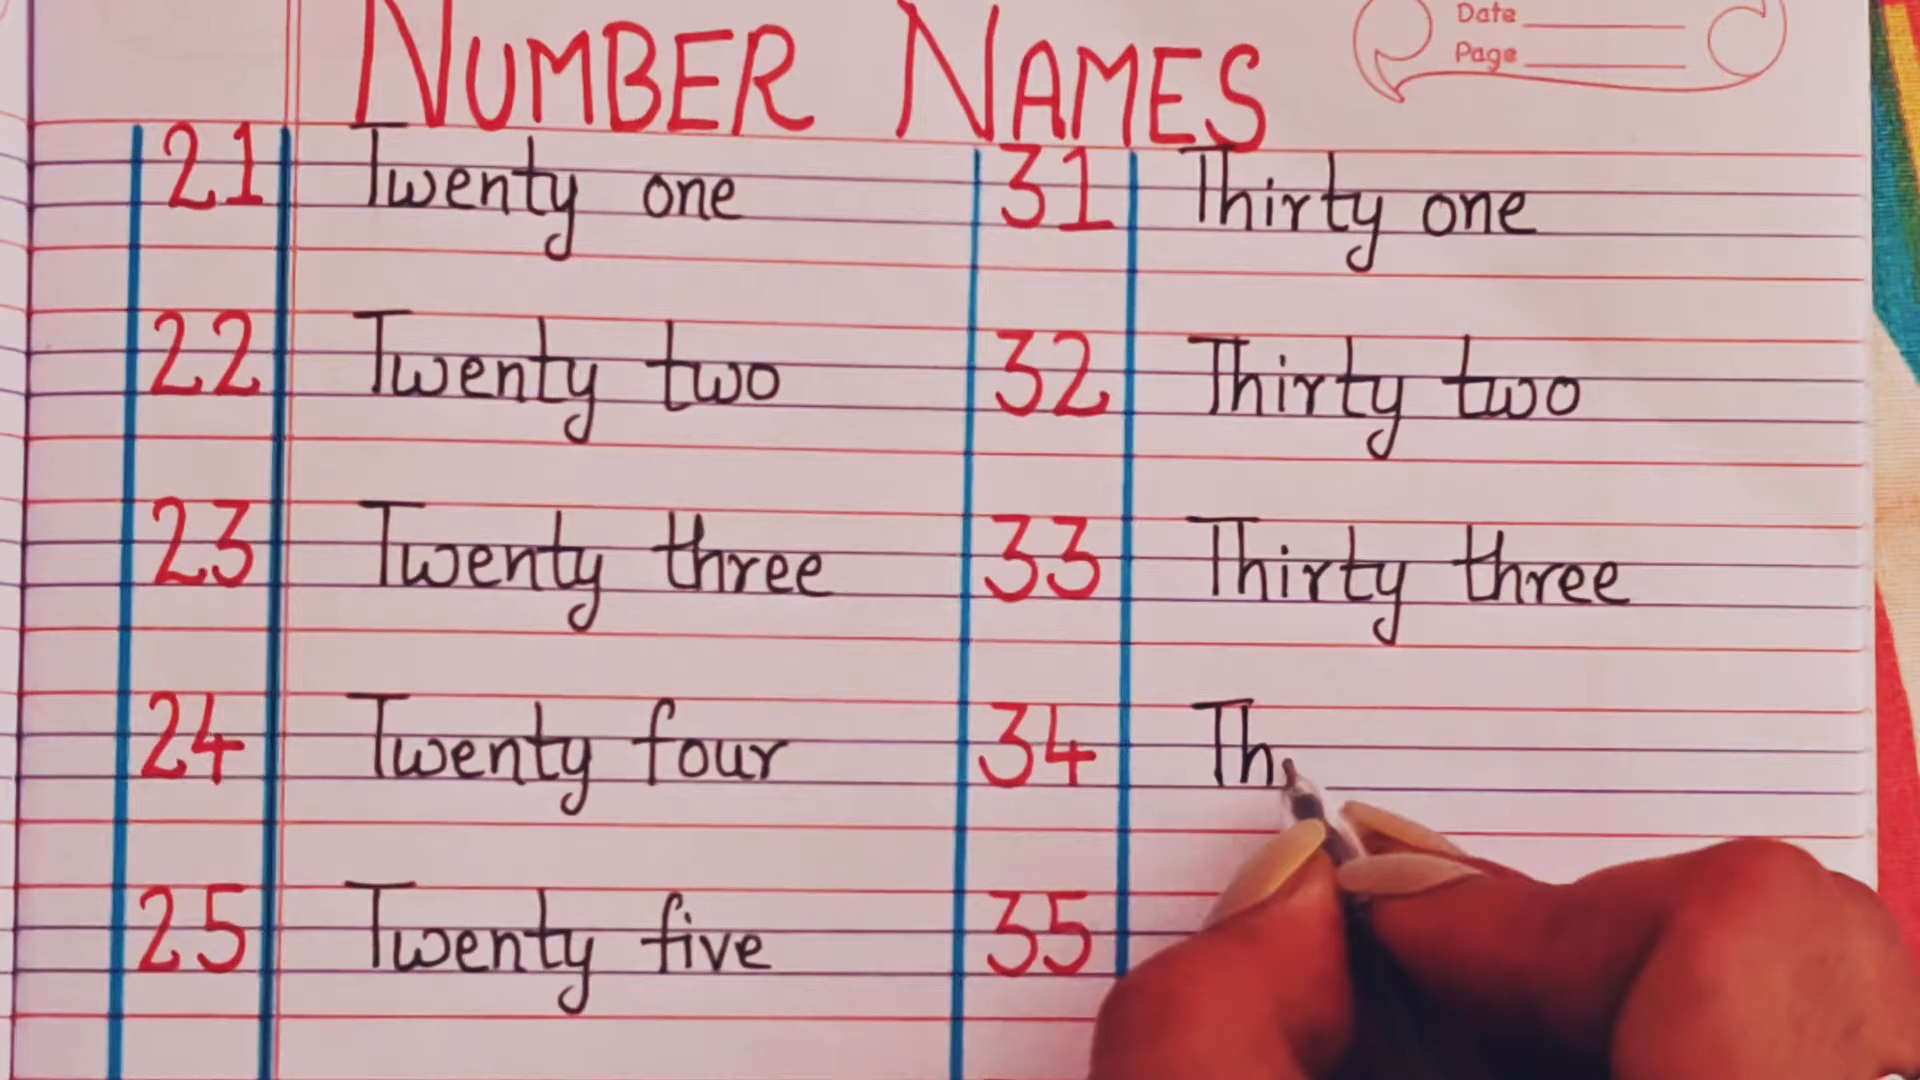 Date
Page
NUMBER NAMES
21 Twenty one 31 Thirty one
22 Twenty two 32 Thirty two
23 Twenty three 33 Thirty three
24 Twenty four 34 Th
25 Twenty five 35